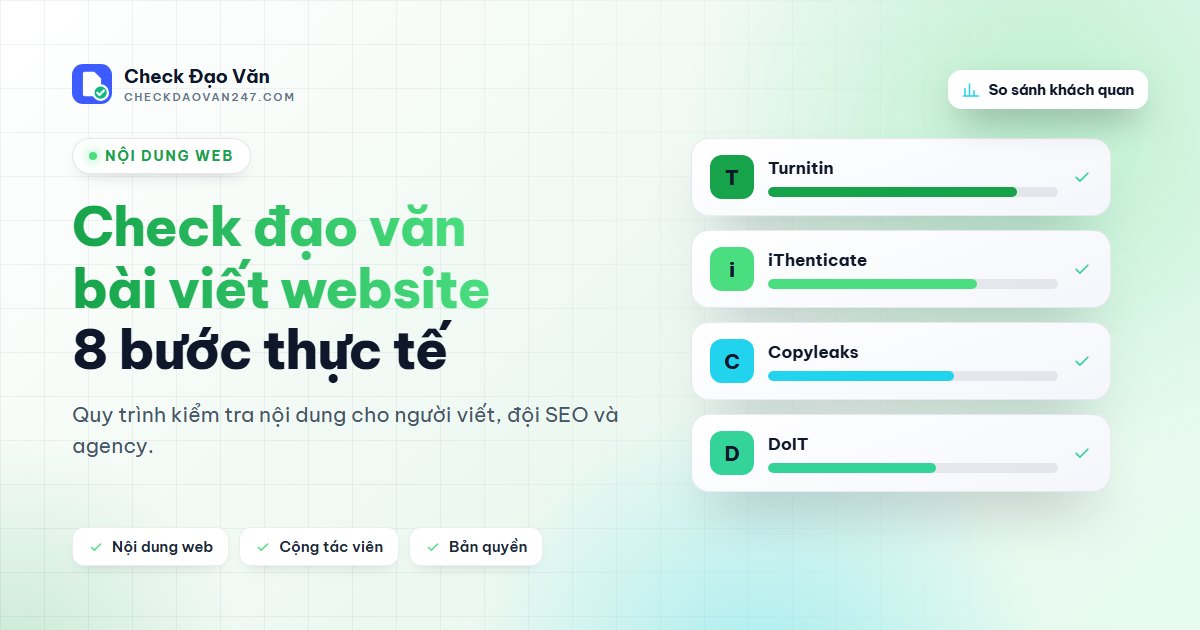 Check Đạo Văn
CHECKDAOVAN247.COM
So sánh khách quan
NỘI DUNG WEB
Check đạo văn
bài viết website
8 bước thực tế
Quy trình kiểm tra nội dung cho người viết, đội SEO và
agency.
Nội dung web
Cộng tác viên
Bản quyền
T
Turnitin
i
iThenticate
C
Copyleaks
D
DoIT